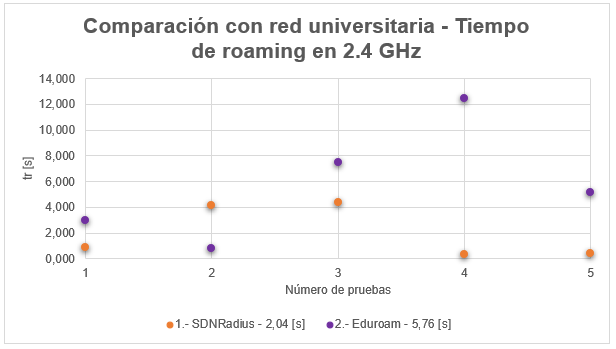 Comparación con red universitaria - Tiempo
de roaming en 2.4 GHz
14,000
12,000
10,000
8,000
6,000
4,000
2,000
0,000
tr [s]
1 2 3 4 5
Número de pruebas
1.- SDNRadius - 2,04 [s] 2.- Eduroam - 5,76 [s]